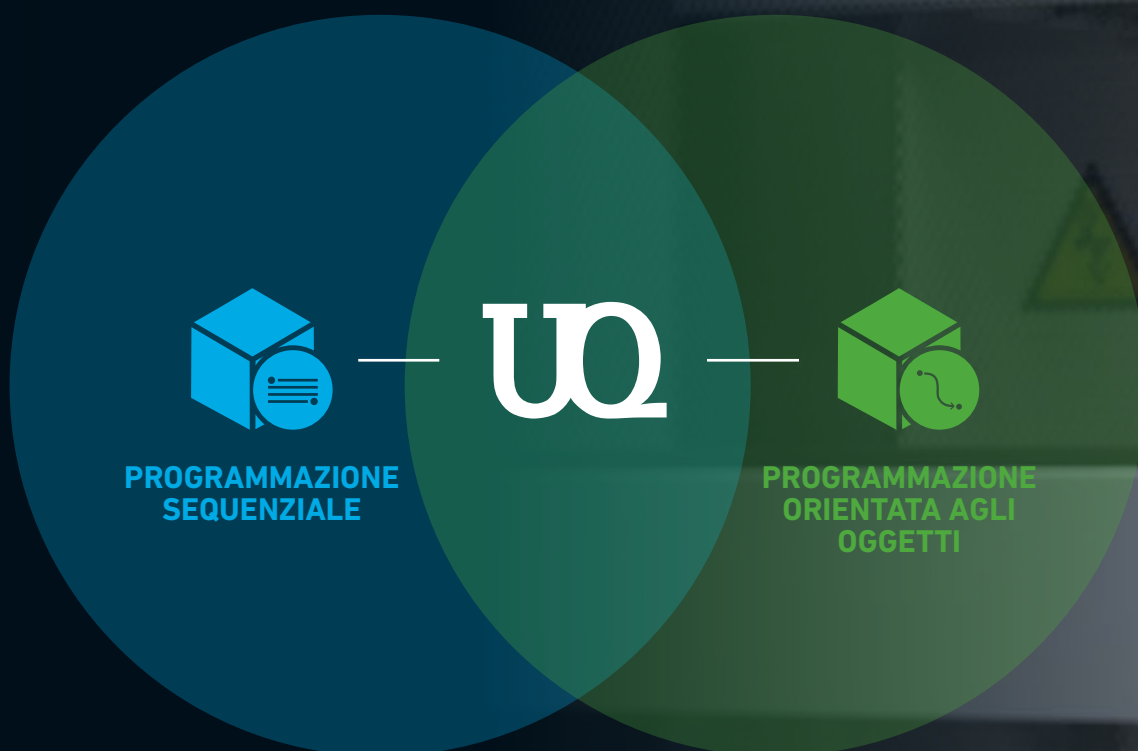 UQ
PROGRAMMAZIONE
SEQUENZIALE
PROGRAMMAZIONE
ORIENTATA AGLI
OGGETTI